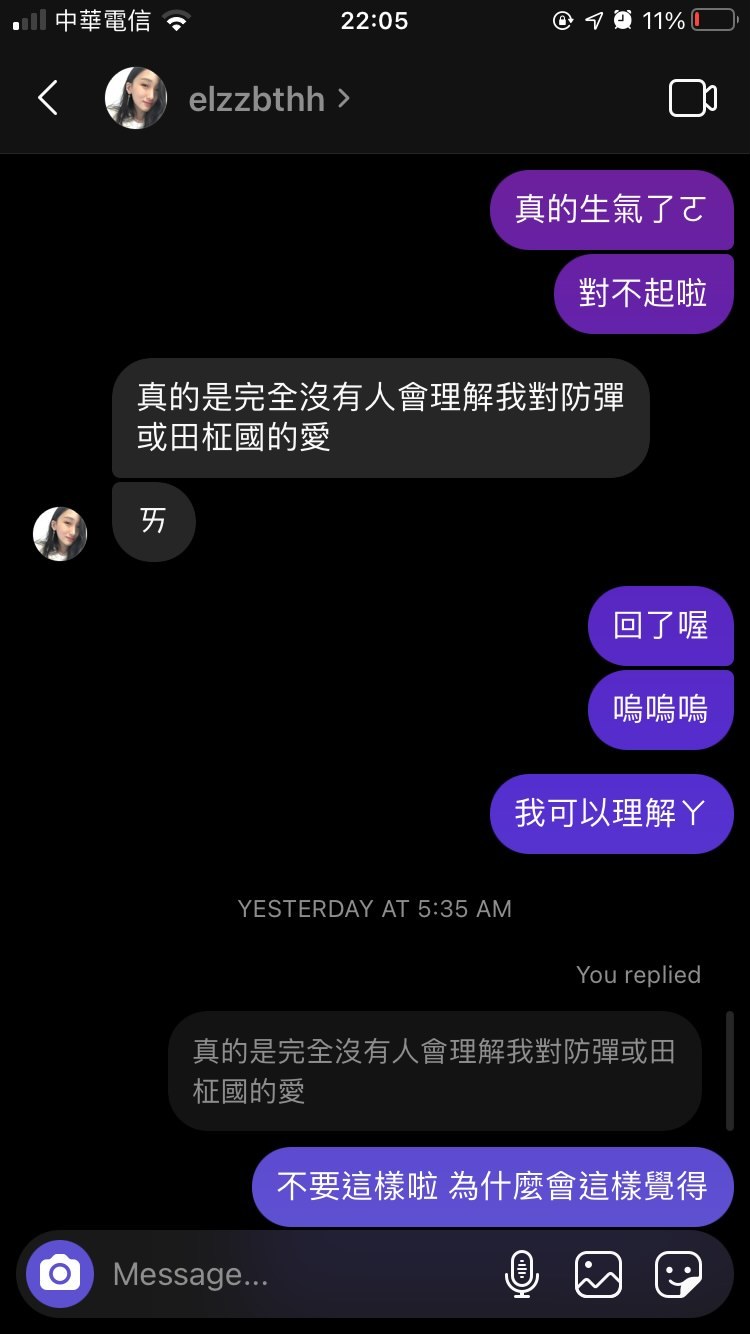 中華電信
22:05
11%
elzzbthh
真的生氣了ㄛ
對不起啦
真的是完全沒有人會理解我對防彈
或田柾國的愛
ㄞ
回了喔
嗚嗚嗚
我可以理解ㄚ
YESTERDAY AT 5:35 AM
You replied
真的是完全沒有人會理解我對防彈或田
柾國的愛
不要這樣啦 為什麼會這樣覺得
Message...